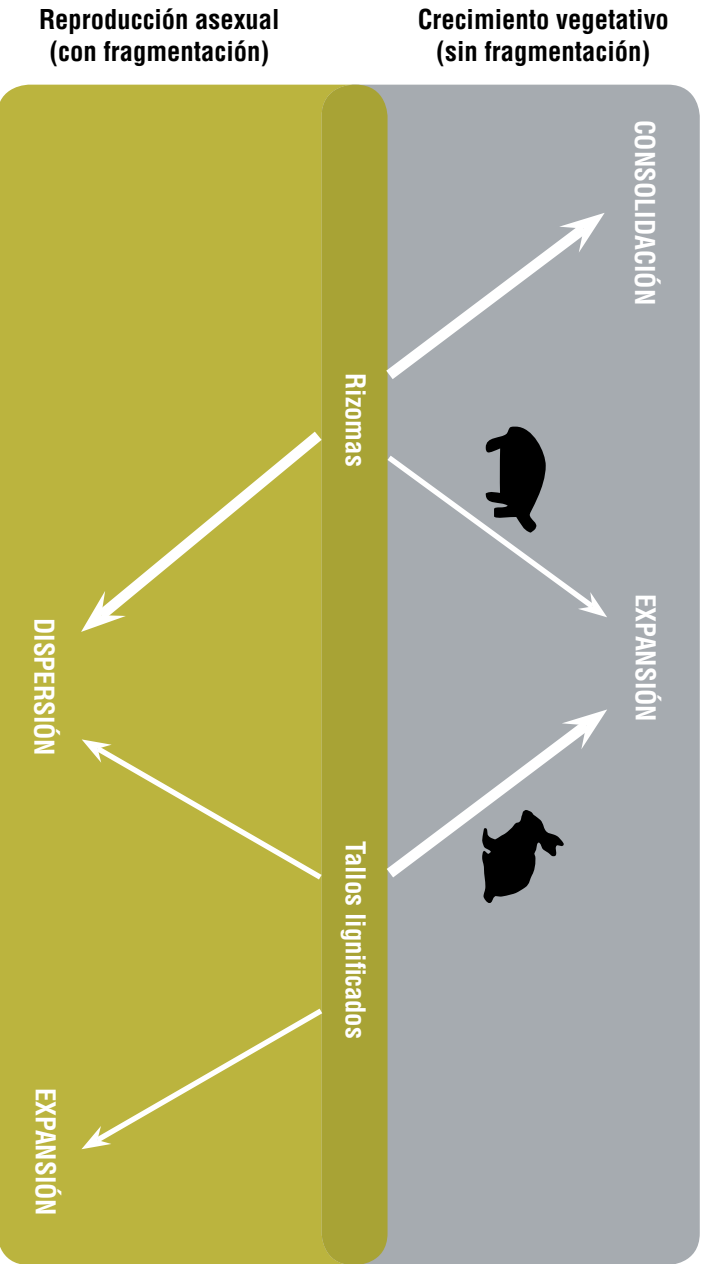 Reproducción asexual
(con fragmentación)
Crecimiento vegetativo
(sin fragmentación)
CONSOLIDACIÓN
EXPANSIÓN
Rizomas
Tallos lignificados
DISPERSIÓN
EXPANSIÓN